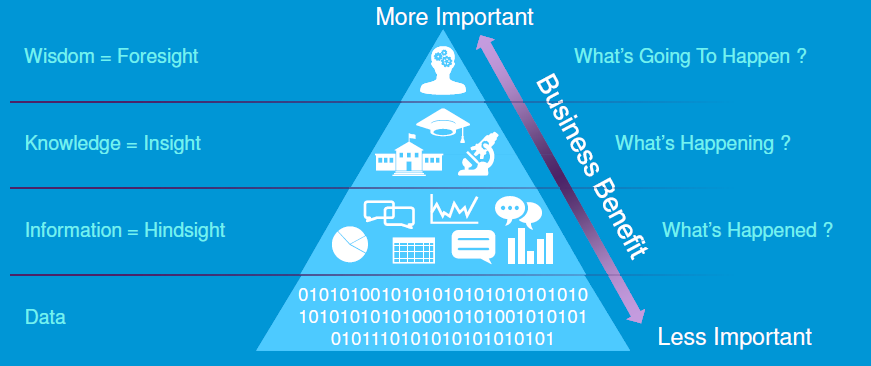 More Important
Wisdom = Foresight
What's Going To Happen ?
Business Benefit
Knowledge = Insight
What's Happening ?
Information = Hindsight
What's Happened ?
Data
0101010010101010101010101010
1010101010100010101001010101
010111010101010101010101
Less Important